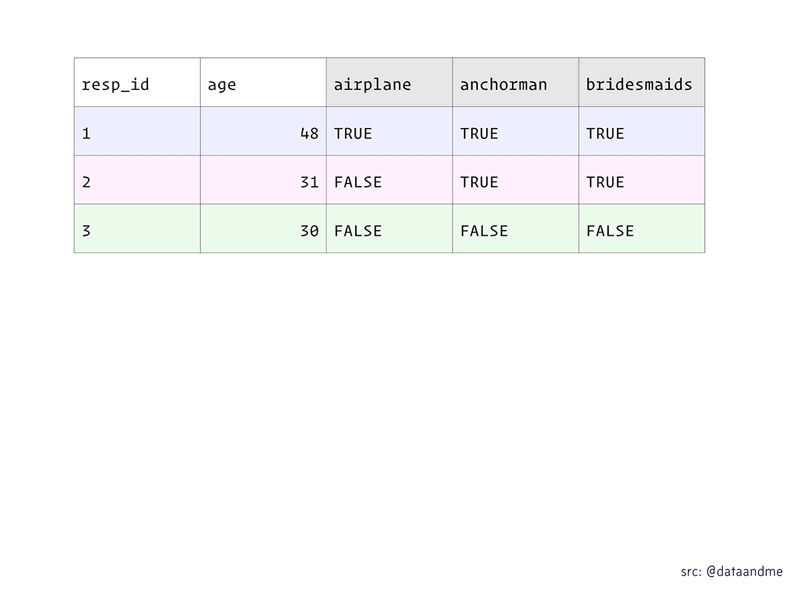 resp_id age airplane anchorman bridesmaids
1 48 TRUE TRUE TRUE
2 31 FALSE TRUE TRUE
3 30 FALSE FALSE FALSE
src: @dataandme